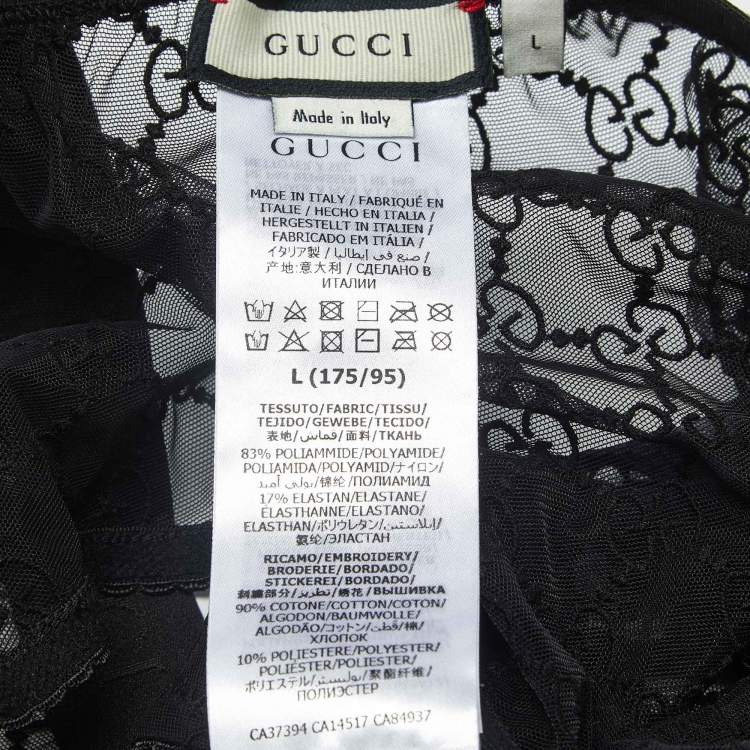 GUCCI
L
Made in Italy
GUCCI
MADE IN ITALY / FABRIQUÉ EN
ITALIE / HECHO EN ITALIA /
HERGESTELLT IN ITALIEN /
FABRICADO EM ITÁLIA /
イタリア製 / صنع في إيطاليا /
产地:意大利 / СДЕЛАНО В
ИТАЛИИ
L (175/95)
TESSUTO/FABRIC/TISSU/
TEJIDO/GEWEBE/TECIDO/
表地/قماش/面料/ТКАНЬ
83% POLIAMMIDE/POLYAMIDE/
POLIAMIDA/POLYAMID/ナイロン/
بولي أميد/锦纶/ПОЛИАМИД
17% ELASTAN/ELASTANE/
ELASTHANNE/ELASTANO/
ELASTHAN/ポリウレタン/إيلاستين/
氨纶/ЭЛАСТАН
RICAMO/EMBROIDERY/
BRODERIE/BORDADO/
STICKEREI/BORDADO/
刺繍部分/تطريز/绣花/ВЫШИВКА
90% COTONE/COTTON/COTON/
ALGODON/BAUMWOLLE/
ALGODÃO/コットン/قطن/棉/
ХЛОПОК
10% POLIESTERE/POLYESTER/
POLIÉSTER/POLYESTER/
POLIÉSTER/
ポリエステル/بوليستر/聚酯纤维/
ПОЛИЭСТЕР
CA37394 CA14517 CA84937